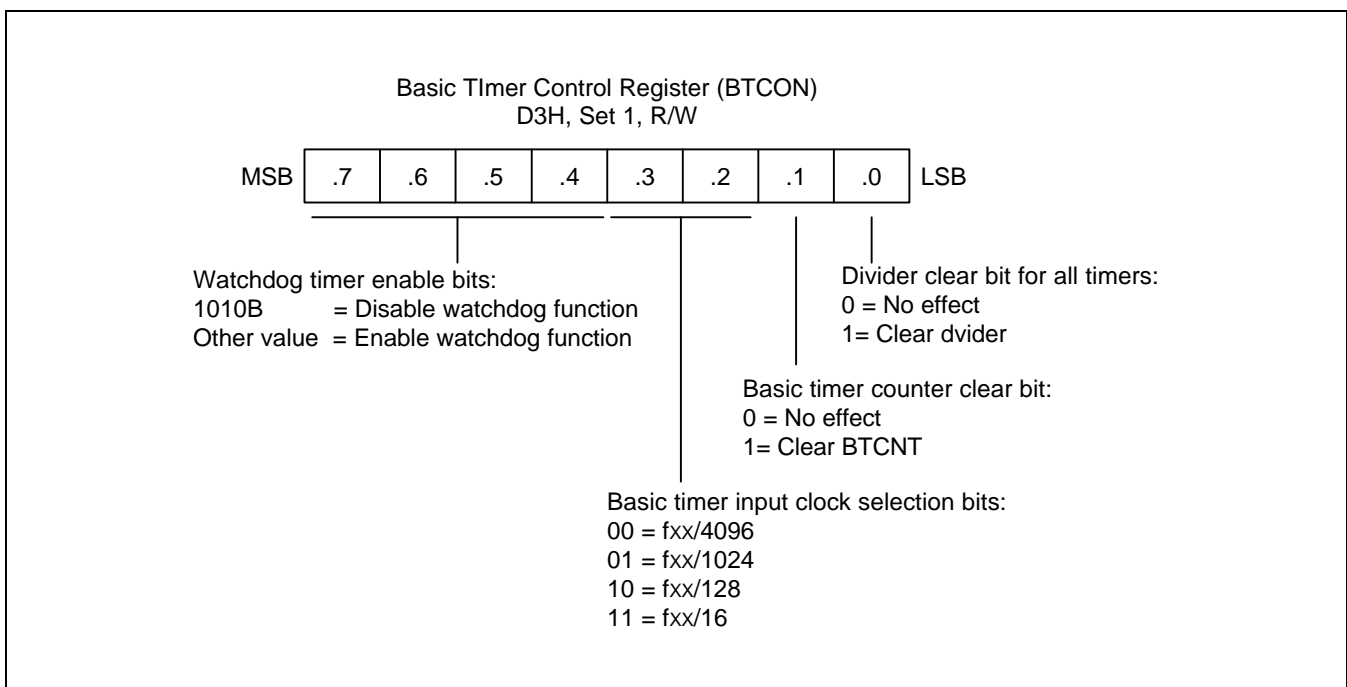 Basic TImer Control Register (BTCON)
D3H, Set 1, R/W
MSB .7 .6 .5 .4 .3 .2 .1 .0 LSB
Watchdog timer enable bits:
1010B = Disable watchdog function
Other value = Enable watchdog function
Divider clear bit for all timers:
0 = No effect
1= Clear dvider
Basic timer counter clear bit:
0 = No effect
1= Clear BTCNT
Basic timer input clock selection bits:
00 = fxx/4096
01 = fxx/1024
10 = fxx/128
11 = fxx/16